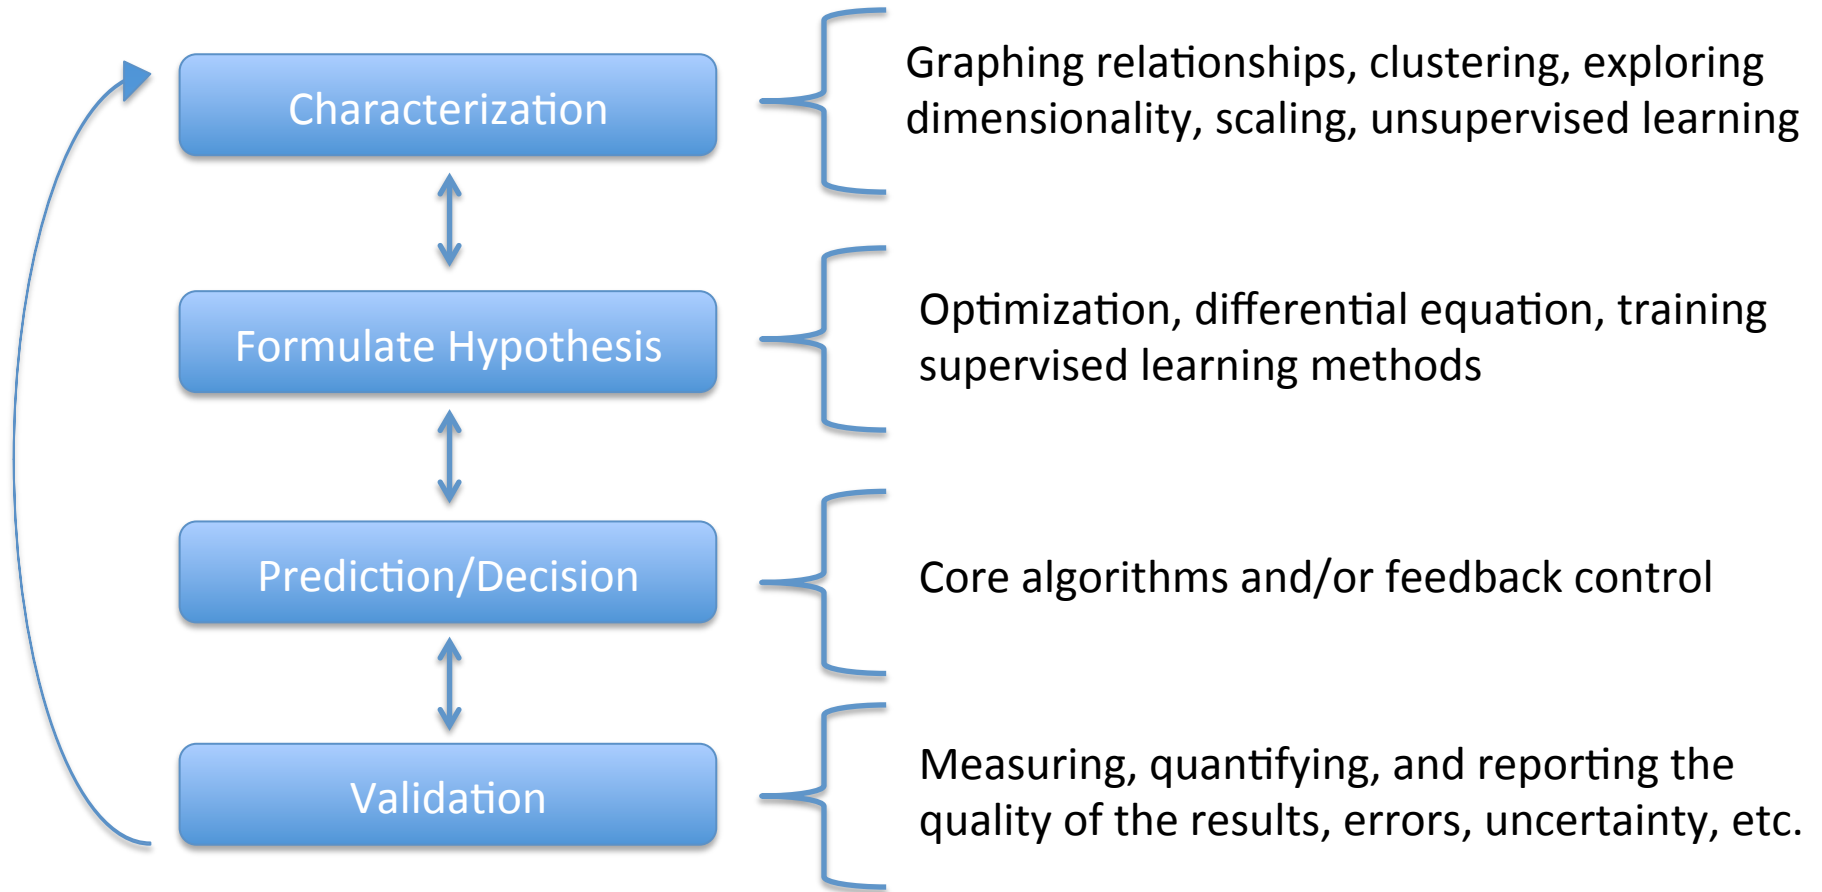 Characterization
Graphing relationships, clustering, exploring
dimensionality, scaling, unsupervised learning
Formulate Hypothesis
Optimization, differential equation, training
supervised learning methods
Prediction/Decision
Core algorithms and/or feedback control
Validation
Measuring, quantifying, and reporting the
quality of the results, errors, uncertainty, etc.